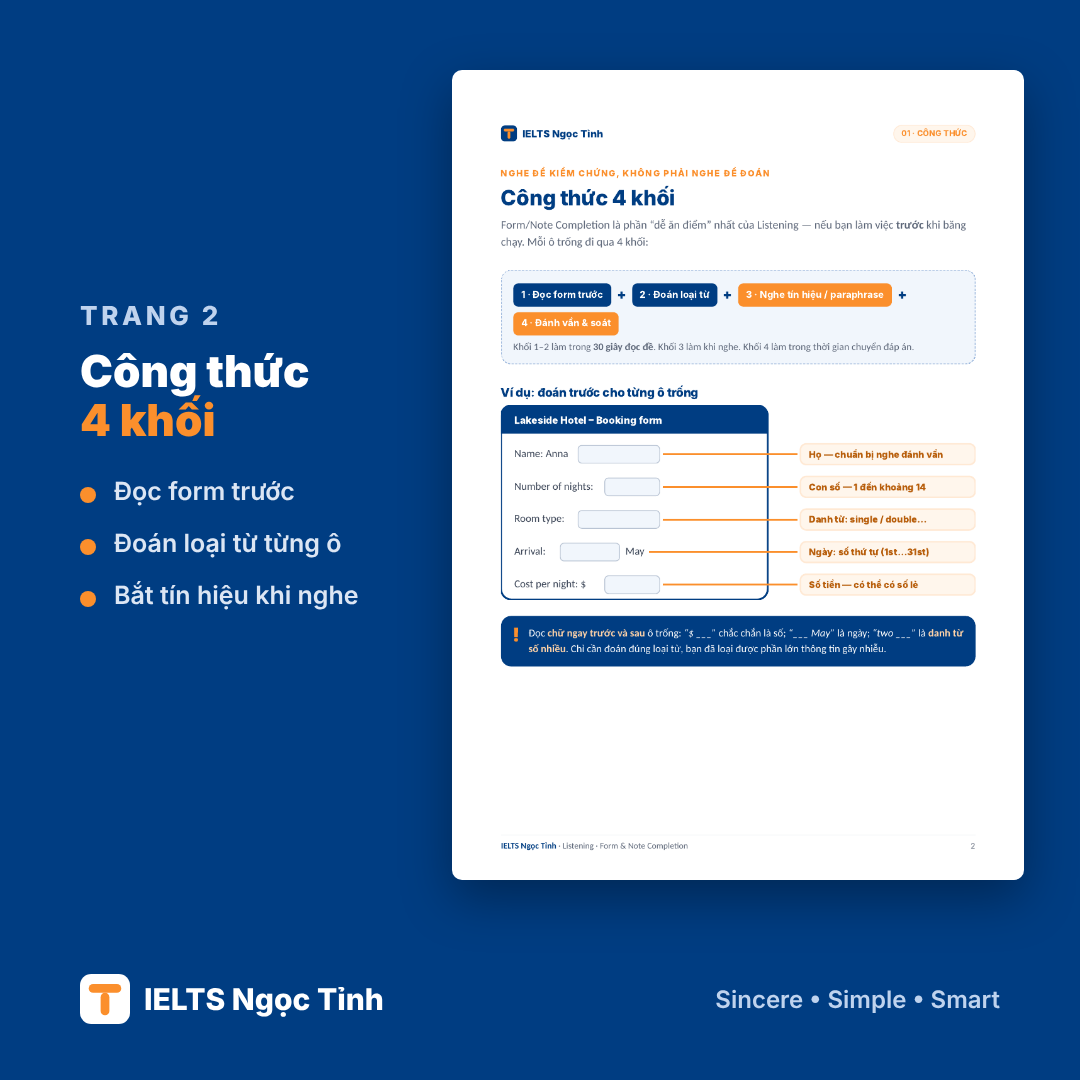 TRANG 2
Công thức
4 khối
Đọc form trước
Đoán loại từ từng ô
Bắt tín hiệu khi nghe
IELTS Ngọc Tỉnh
01 · CÔNG THỨC
NGHE ĐỂ KIỂM CHỨNG, KHÔNG PHẢI NGHE ĐỂ ĐOÁN
Công thức 4 khối
Form/Note Completion là phần “dễ ăn điểm” nhất của Listening — nếu bạn làm việc trước khi băng
chạy. Mỗi ô trống đi qua 4 khối:
1 · Đọc form trước + 2 · Đoán loại từ + 3 · Nghe tín hiệu / paraphrase +
4 · Đánh vần & soát
Khối 1–2 làm trong 30 giây đọc đề. Khối 3 làm khi nghe. Khối 4 làm trong thời gian chuyển đáp án.
Ví dụ: đoán trước cho từng ô trống
Lakeside Hotel – Booking form
Name: Anna Họ — chuẩn bị nghe đánh vần
Number of nights: Con số — 1 đến khoảng 14
Room type: Danh từ: single / double...
Arrival: May Ngày: số thứ tự (1st...31st)
Cost per night: $ Số tiền — có thể có số lẻ
! Đọc chữ ngay trước và sau ô trống: “$ ___” chắc chắn là số; “___ May” là ngày; “two ___” là danh từ
số nhiều. Chỉ cần đoán đúng loại từ, bạn đã loại được phần lớn thông tin gây nhiễu.
IELTS Ngọc Tỉnh · Listening · Form & Note Completion 2
IELTS Ngọc Tỉnh
Sincere • Simple • Smart